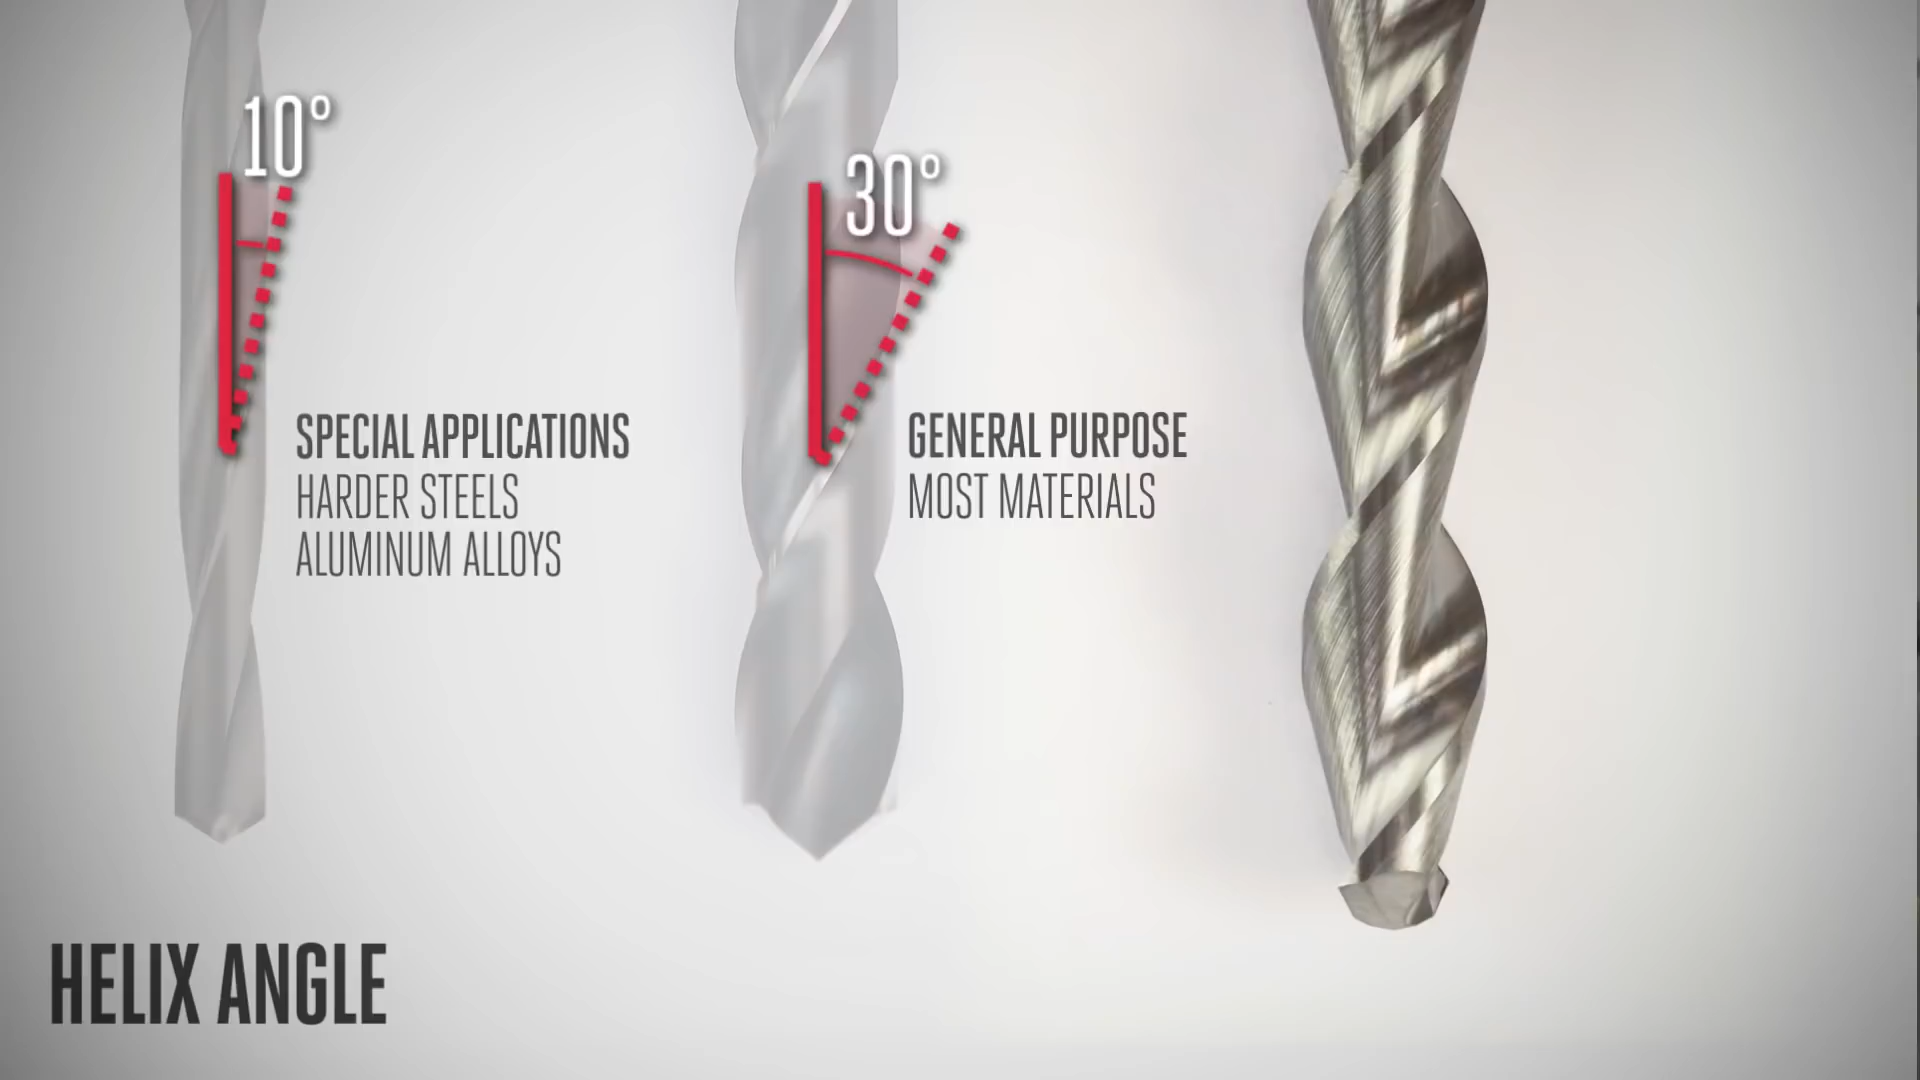 10°
SPECIAL APPLICATIONS
HARDER STEELS
ALUMINUM ALLOYS
30°
GENERAL PURPOSE
MOST MATERIALS
HELIX ANGLE